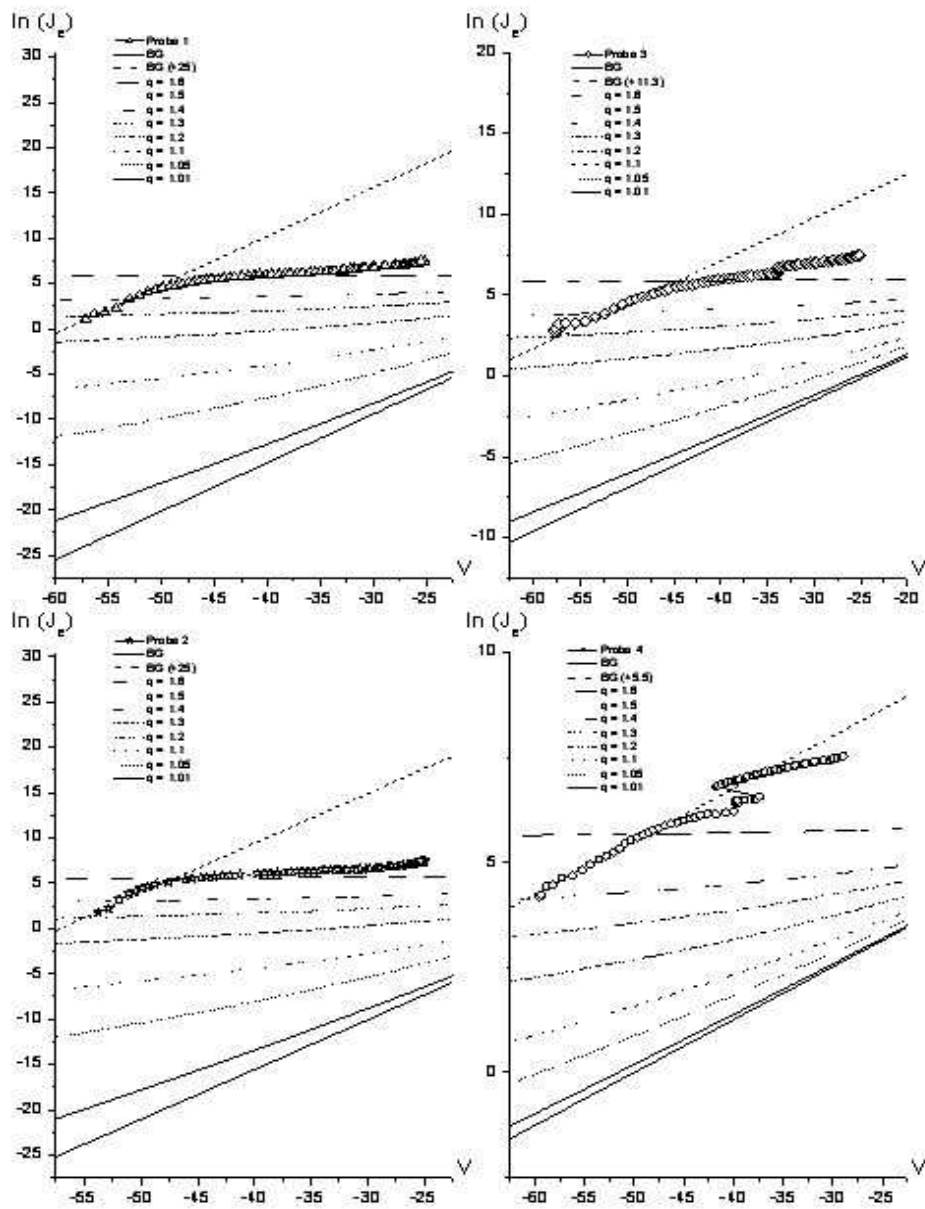 ln (J_e)
Probe 1
BG
BG (+25)
q = 1.6
q = 1.5
q = 1.4
q = 1.3
q = 1.2
q = 1.1
q = 1.05
q = 1.01
30
25
20
15
10
5
0
-5
-10
-15
-20
-25
V
-55 -50 -45 -40 -35 -30 -25
ln (J_e)
Probe 3
BG
BG (+11.3)
q = 1.6
q = 1.5
q = 1.4
q = 1.3
q = 1.2
q = 1.1
q = 1.05
q = 1.01
20
15
10
5
0
-5
-10
V
-60 -55 -50 -45 -40 -35 -30 -25 -20
ln (J_e)
Probe 2
BG
BG (+25)
q = 1.6
q = 1.5
q = 1.4
q = 1.3
q = 1.2
q = 1.1
q = 1.05
q = 1.01
30
25
20
15
10
5
0
-5
-10
-15
-20
-25
V
-55 -50 -45 -40 -35 -30 -25
ln (J_e)
Probe 4
BG
BG (+5.5)
q = 1.6
q = 1.5
q = 1.4
q = 1.3
q = 1.2
q = 1.1
q = 1.05
q = 1.01
10
5
0
V
-60 -55 -50 -45 -40 -35 -30 -25